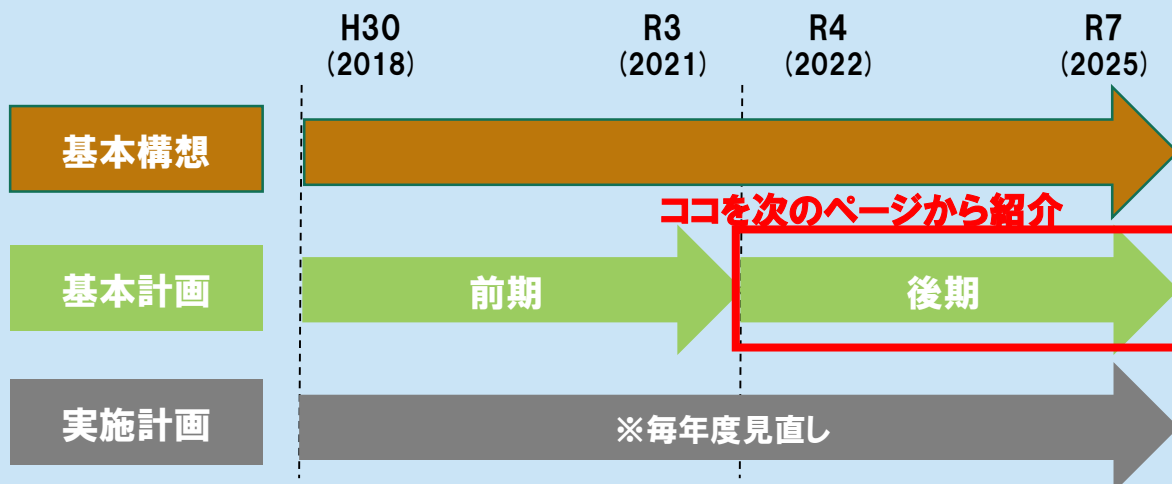 H30 R3 R4 R7
(2018) (2021) (2022) (2025)
基本構想
ココを次のページから紹介
基本計画 前期 後期
実施計画 ※毎年度見直し